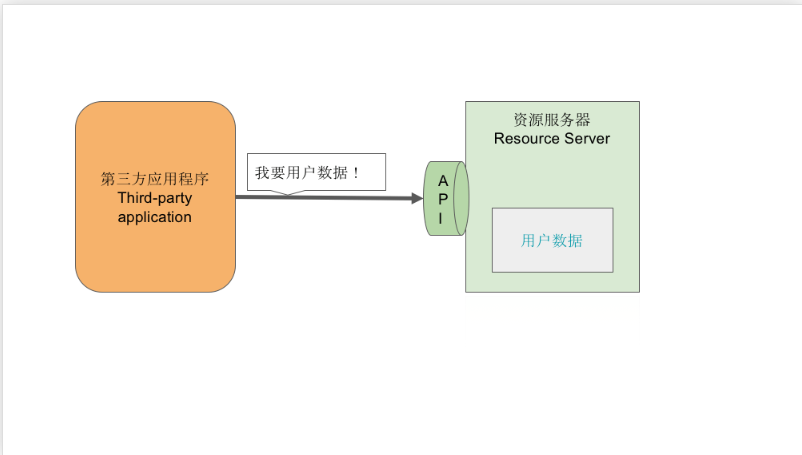 第三方应用程序
Third-party
application
我要用户数据！
A
P
I
资源服务器
Resource Server
用户数据